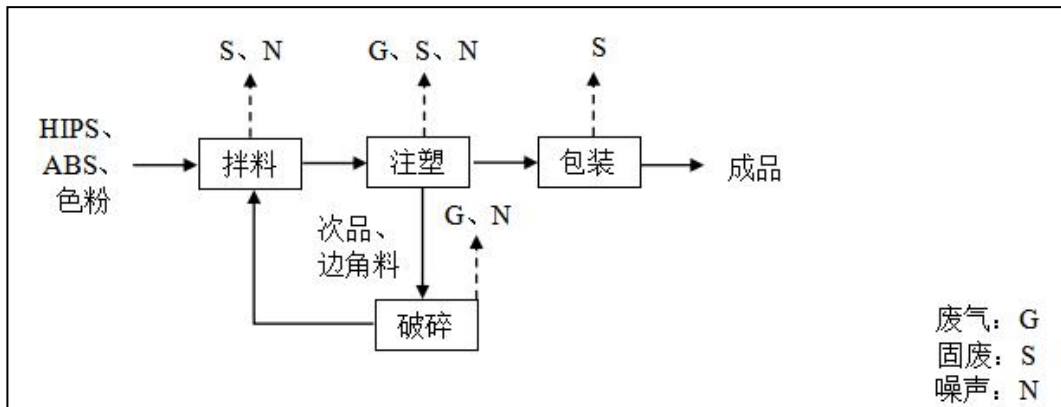 S、N
G、S、N
S
HIPS、
ABS、
色粉
拌料
注塑
包装
成品
次品、
边角料
G、N
破碎
废气：G
固废：S
噪声：N